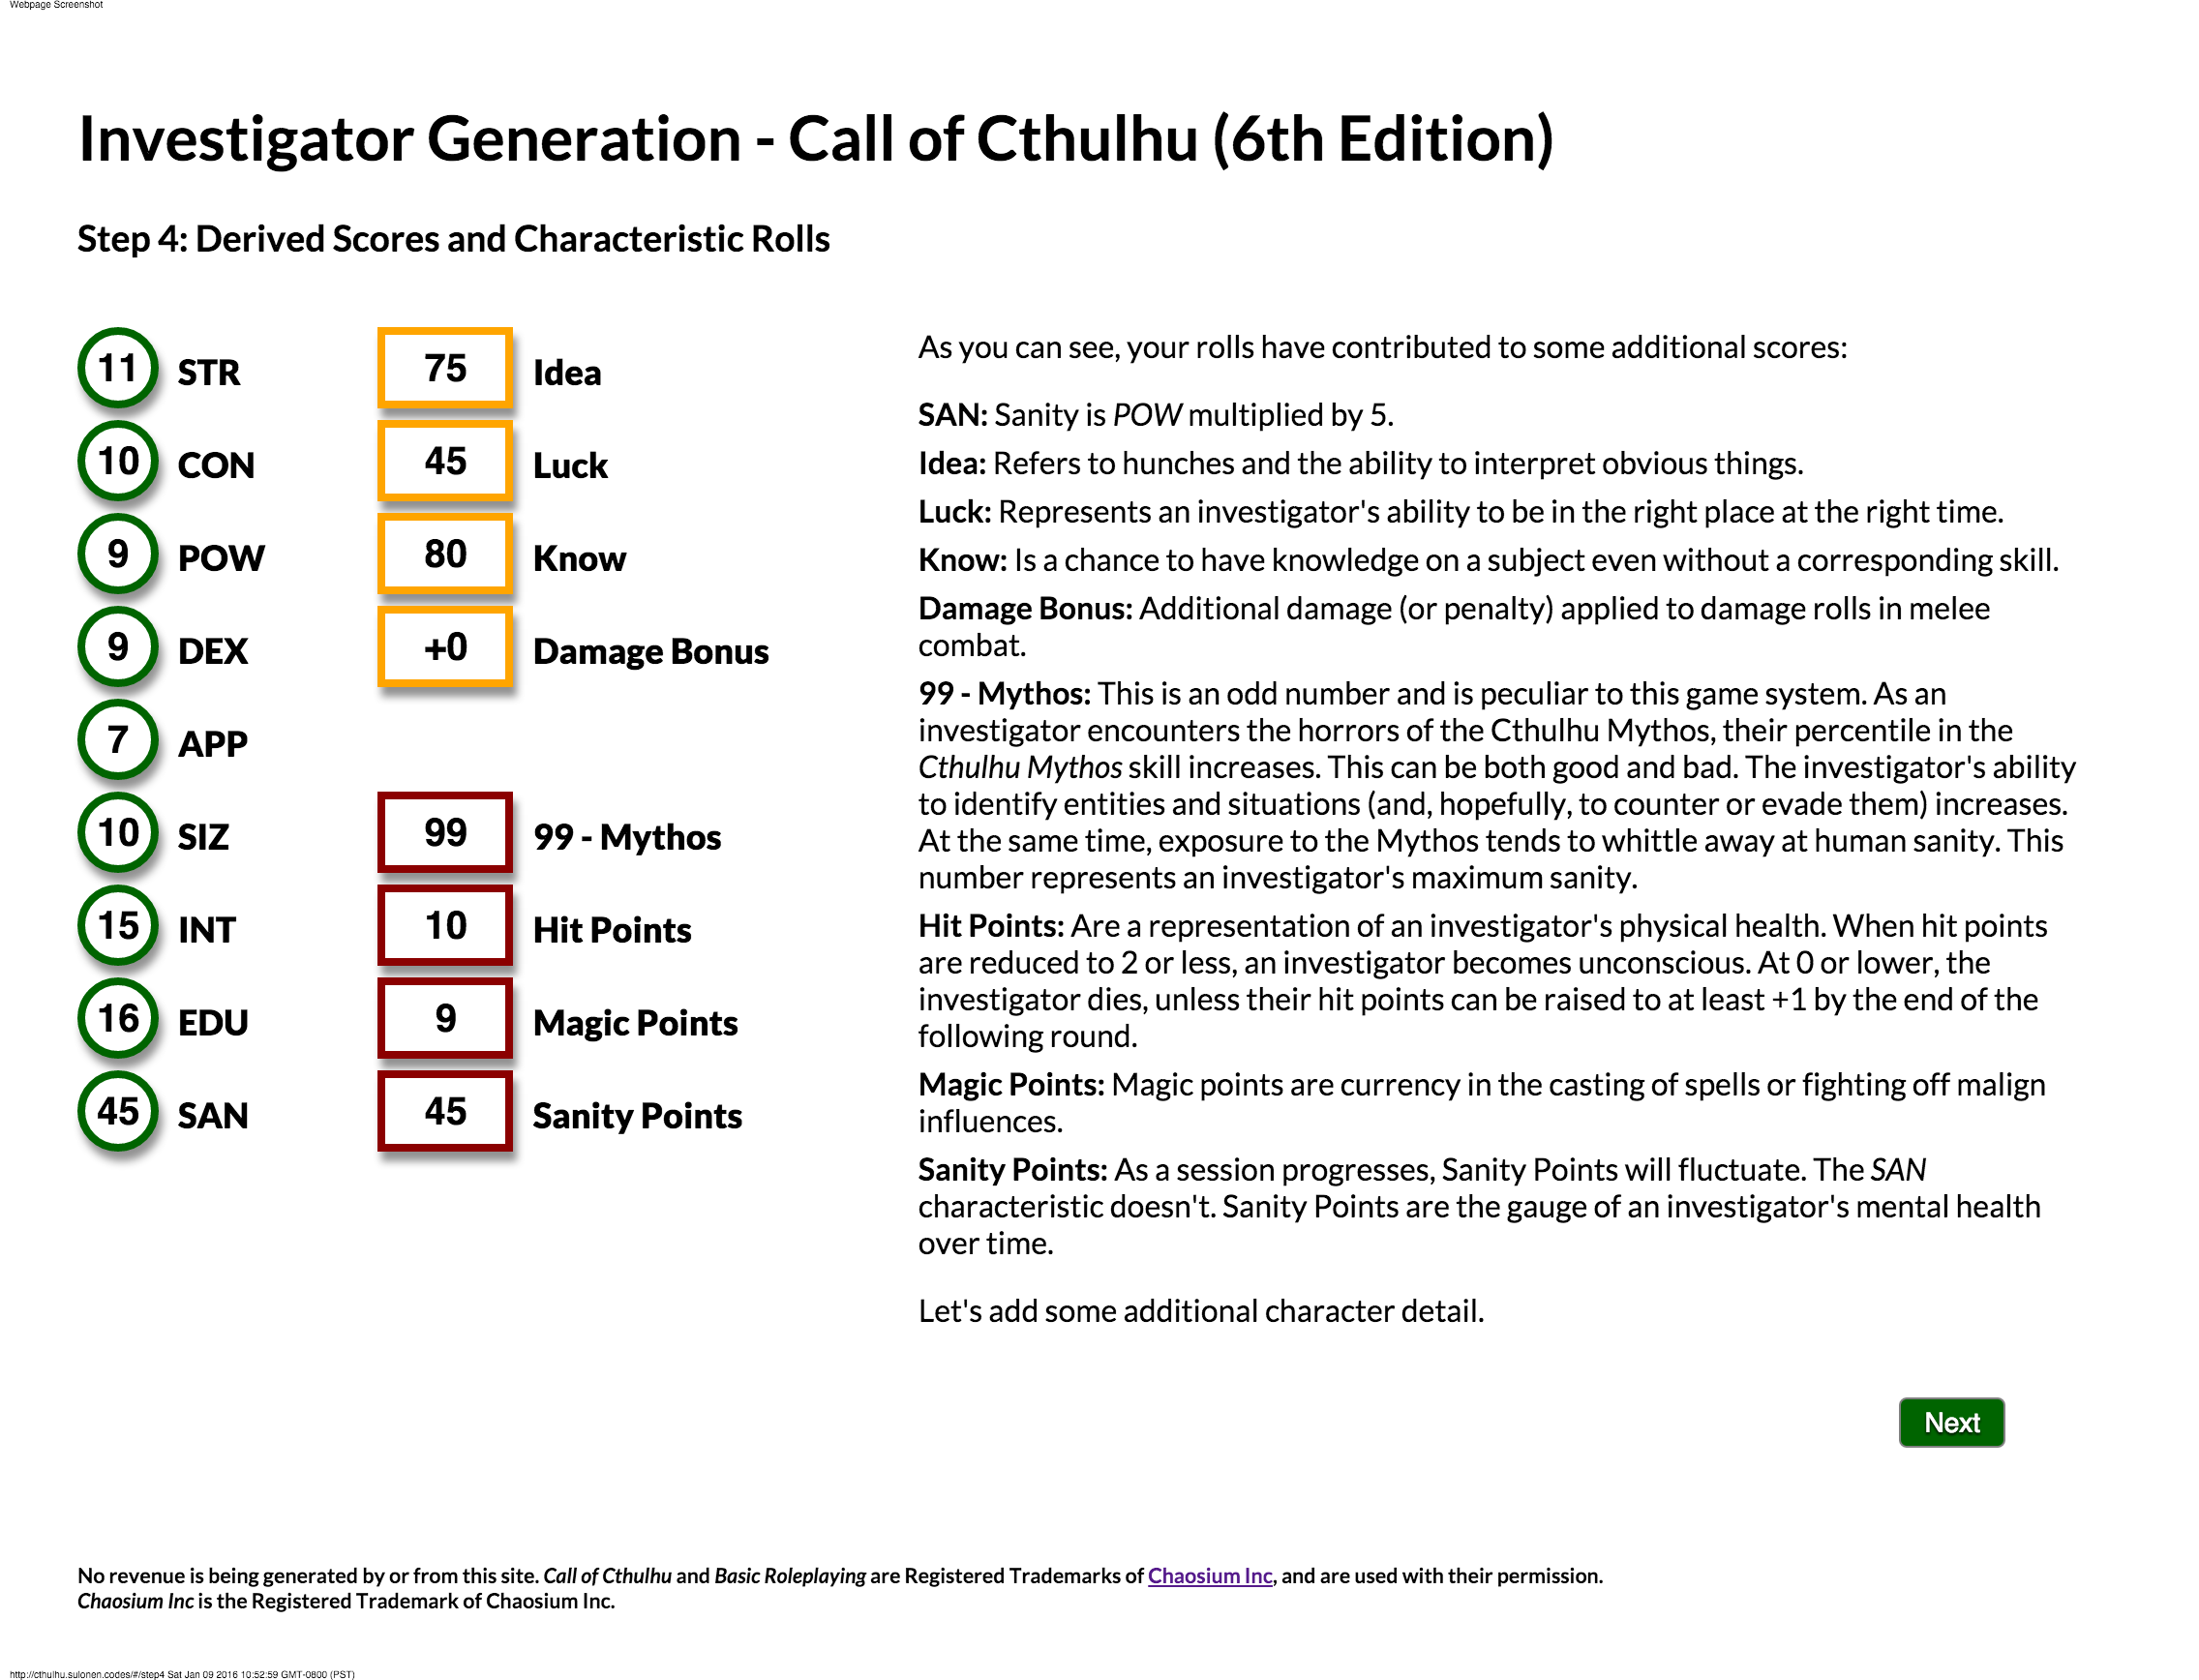 Webpage Screenshot
Investigator Generation - Call of Cthulhu (6th Edition)
Step 4: Derived Scores and Characteristic Rolls
11 STR 75 Idea
10 CON 45 Luck
9 POW 80 Know
9 DEX +0 Damage Bonus
7 APP
10 SIZ 99 99 - Mythos
15 INT 10 Hit Points
16 EDU 9 Magic Points
45 SAN 45 Sanity Points
As you can see, your rolls have contributed to some additional scores:
SAN: Sanity is POW multiplied by 5.
Idea: Refers to hunches and the ability to interpret obvious things.
Luck: Represents an investigator's ability to be in the right place at the right time.
Know: Is a chance to have knowledge on a subject even without a corresponding skill.
Damage Bonus: Additional damage (or penalty) applied to damage rolls in melee
combat.
99 - Mythos: This is an odd number and is peculiar to this game system. As an
investigator encounters the horrors of the Cthulhu Mythos, their percentile in the
Cthulhu Mythos skill increases. This can be both good and bad. The investigator's ability
to identify entities and situations (and, hopefully, to counter or evade them) increases.
At the same time, exposure to the Mythos tends to whittle away at human sanity. This
number represents an investigator's maximum sanity.
Hit Points: Are a representation of an investigator's physical health. When hit points
are reduced to 2 or less, an investigator becomes unconscious. At 0 or lower, the
investigator dies, unless their hit points can be raised to at least +1 by the end of the
following round.
Magic Points: Magic points are currency in the casting of spells or fighting off malign
influences.
Sanity Points: As a session progresses, Sanity Points will fluctuate. The SAN
characteristic doesn't. Sanity Points are the gauge of an investigator's mental health
over time.
Let's add some additional character detail.
Next
No revenue is being generated by or from this site. Call of Cthulhu and Basic Roleplaying are Registered Trademarks of Chaosium Inc, and are used with their permission.
Chaosium Inc is the Registered Trademark of Chaosium Inc.
http://cthulhu.sulonen.codes/#/step4 Sat Jan 09 2016 10:52:59 GMT-0800 (PST)